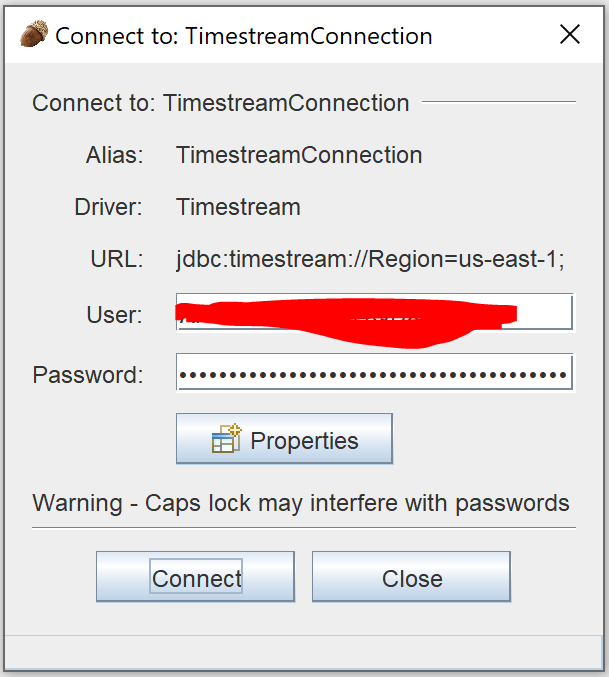 Connect to: TimestreamConnection
Connect to: TimestreamConnection
Alias: TimestreamConnection
Driver: Timestream
URL: jdbc:timestream://Region=us-east-1;
User:
Password: •••••••••••••••••••••••••••••••••••••••
Properties
Warning - Caps lock may interfere with passwords
Connect Close